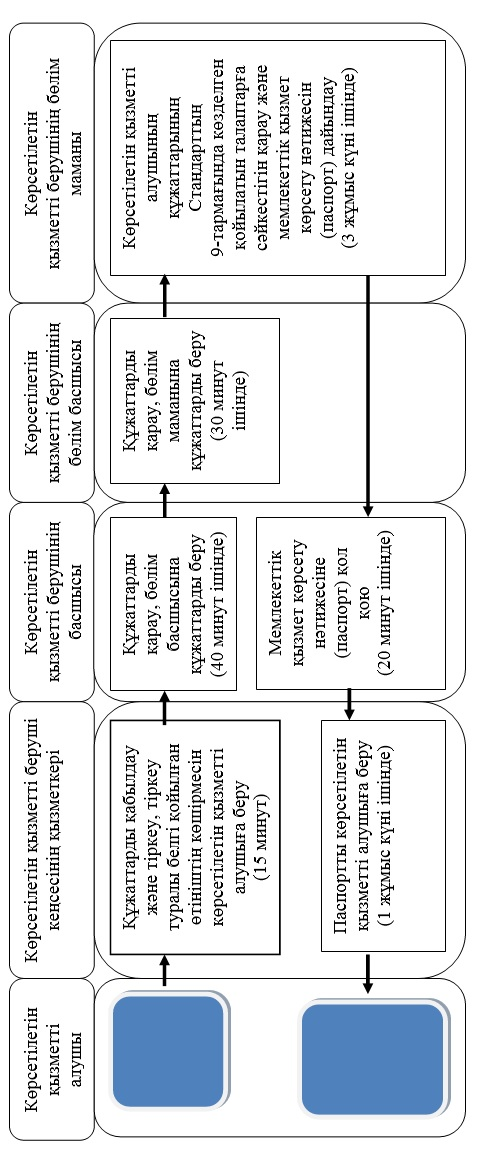 Көрсетілетін
қызметті
алушы
Көрсетілетін қызметті беруші
кеңсесінің қызметкері
Көрсетілетін
қызметті берушінің
басшысы
Көрсетілетін
қызметті берушінің
бөлім басшысы
Көрсетілетін
қызметті берушінің бөлім
маманы
Құжаттарды қабылдау
және тіркеу, тіркеу
туралы белгі қойылған
өтініштің көшірмесін
көрсетілетін қызметті
алушыға беру
(15 минут)
Құжаттарды
қарау, бөлім
басшысына
құжаттарды беру
(40 минут ішінде)
Құжаттарды
қарау, бөлім
маманына
құжаттарды беру
(30 минут
ішінде)
Көрсетілетін қызметті
алушының
құжаттарының
Стандарттың
9-тармағында көзделген
қойылатын талаптарға
сәйкестігін қарау және
мемлекеттік қызмет
көрсету нәтижесін
(паспорт) дайындау
(3 жұмыс күні ішінде)
Мемлекеттік
қызмет көрсету
нәтижесіне
(паспорт) қол
қою
(20 минут ішінде)
Паспортты көрсетілетін
қызметті алушыға беру
(1 жұмыс күні ішінде)